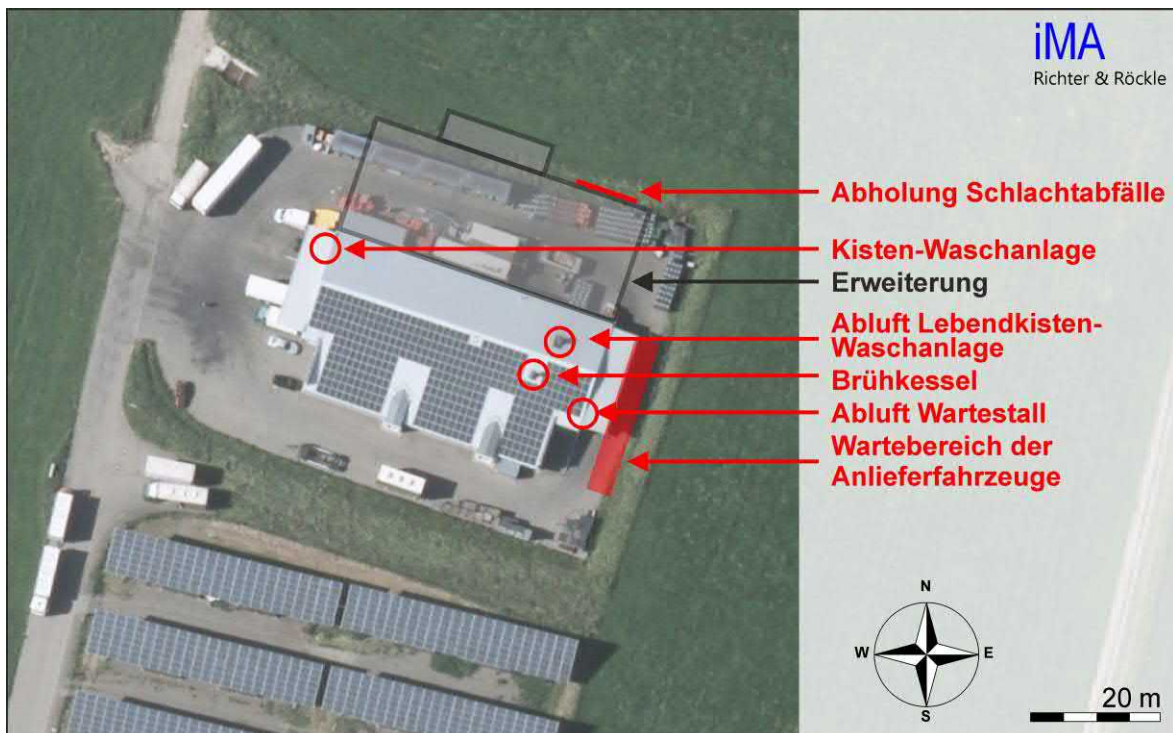 iMA
Richter & Röckle
Abholung Schlachtabfälle
Kisten-Waschanlage
Erweiterung
Abluft Lebendkisten-
Waschanlage
Brühkessel
Abluft Wartestall
Wartebereich der
Anlieferfahrzeuge
N
W
E
S
20 m